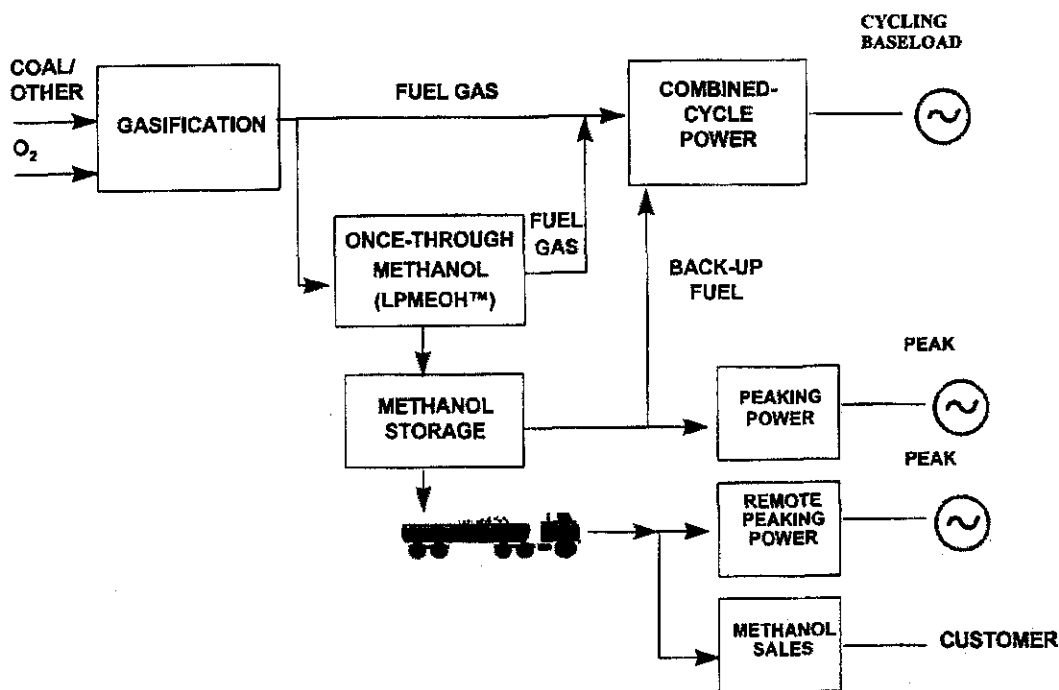 CYCLING
BASELOAD
COAL/
OTHER
O2
GASIFICATION
FUEL GAS
COMBINED-
CYCLE
POWER
ONCE-THROUGH
METHANOL
(LPMEOH™)
FUEL
GAS
BACK-UP
FUEL
METHANOL
STORAGE
PEAKING
POWER
PEAK
REMOTE
PEAKING
POWER
PEAK
METHANOL
SALES
CUSTOMER